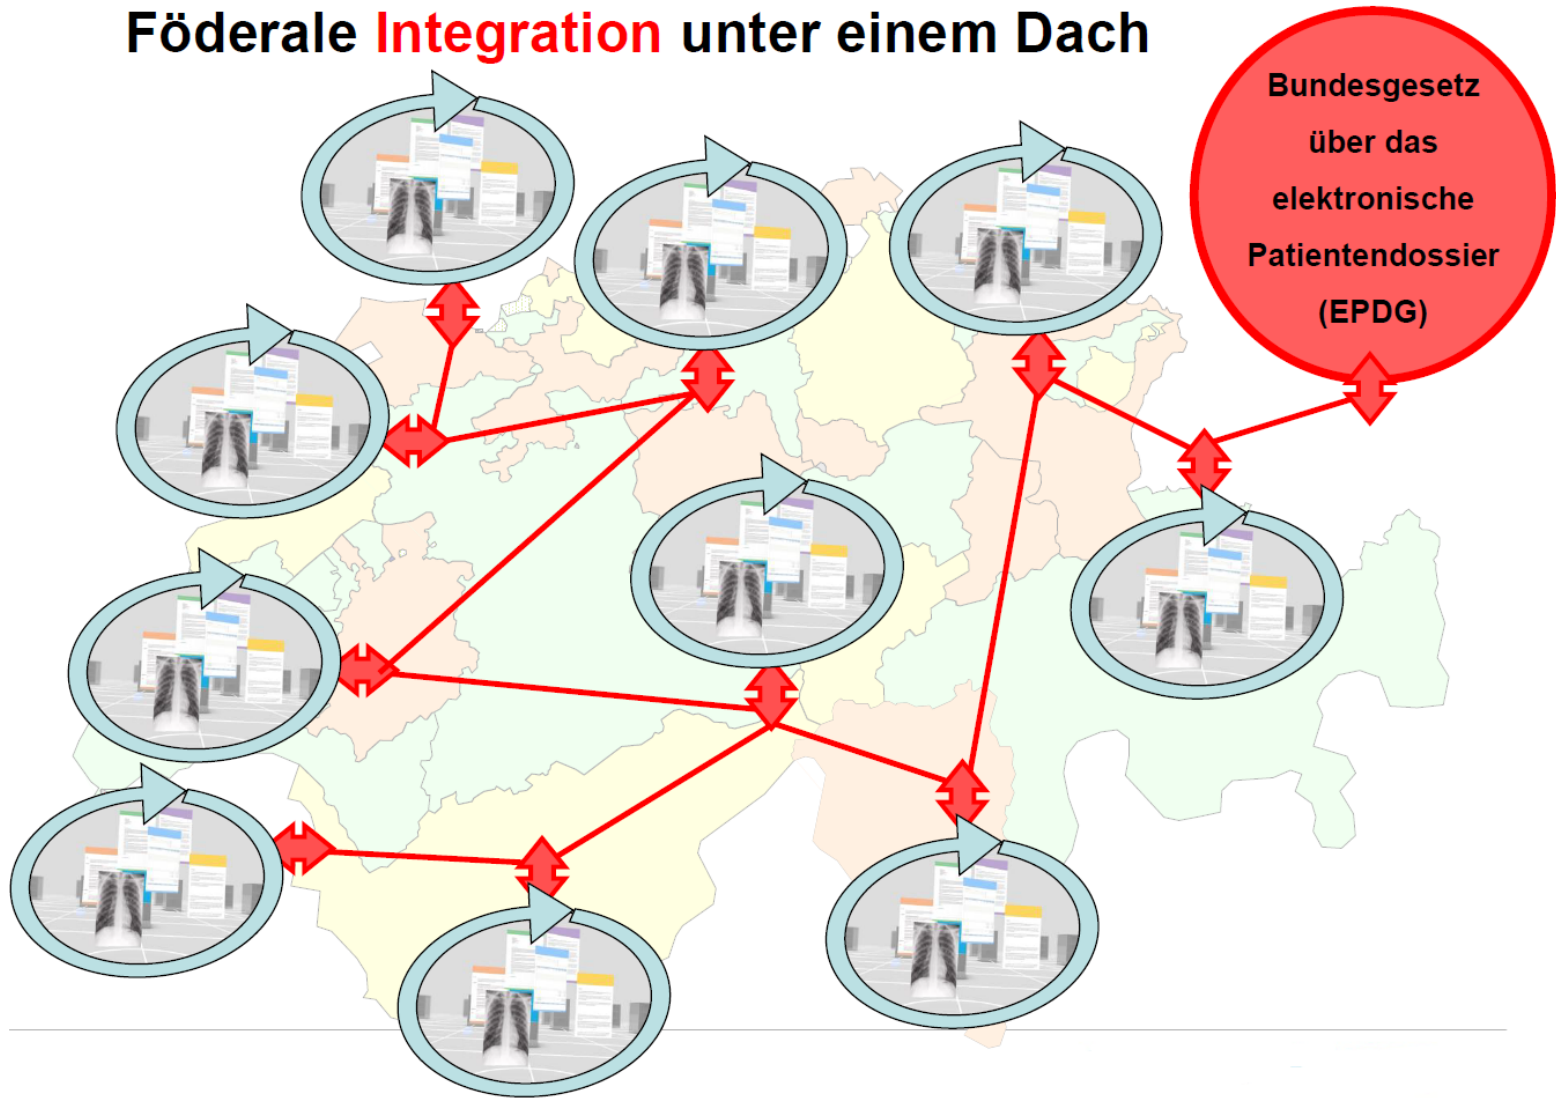 Föderale Integration unter einem Dach
Bundesgesetz
über das
elektronische
Patientendossier
(EPDG)